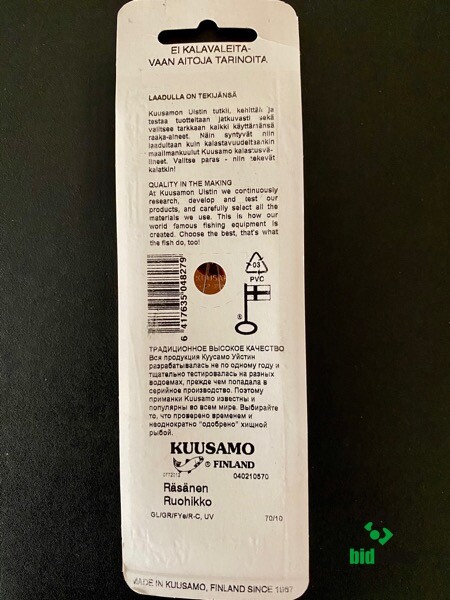 EI KALAVALEITA-
VAAN AITOJA TARINOITA
LAADULLA ON TEKIJÄNSÄ
Kuusamon Uistin tutkii, kehittää ja
testaa tuotteitaan jatkuvasti sekä
valitsee tarkkaan kaikki käyttämänsä
raaka-aineet. Näin syntyvät niin
laadultaan kuin kalastavuudeltaankin
maailmankuulut Kuusamo kalastusvä-
lineet. Valitse paras - niin tekevät
kalatkin!
QUALITY IN THE MAKING
At Kuusamon Uistin we continuously
research, develop and test our
products, and carefully select all the
materials we use. This is how our
world famous fishing equipment is
created. Choose the best, that's what
the fish do, too!
6 417635 048279
03
PVC
®
ТРАДИЦИОННОЕ ВЫСОКОЕ КАЧЕСТВО
Вся продукция Куусамо Уйстин
разрабатывалась не по одному году и
тщательно тестировалась на разных
водоемах, прежде чем попадала в
серийное производство. Поэтому
приманки Kuusamo известны и
популярны во всем мире. Выбирайте
то, что проверено временем и
неоднократно "одобрено" хищной
рыбой.
KUUSAMO
® FINLAND
040210570
Räsänen
Ruohikko
GL/GR/FYe/R-C, UV 70/10
MADE IN KUUSAMO, FINLAND SINCE 1957
bid